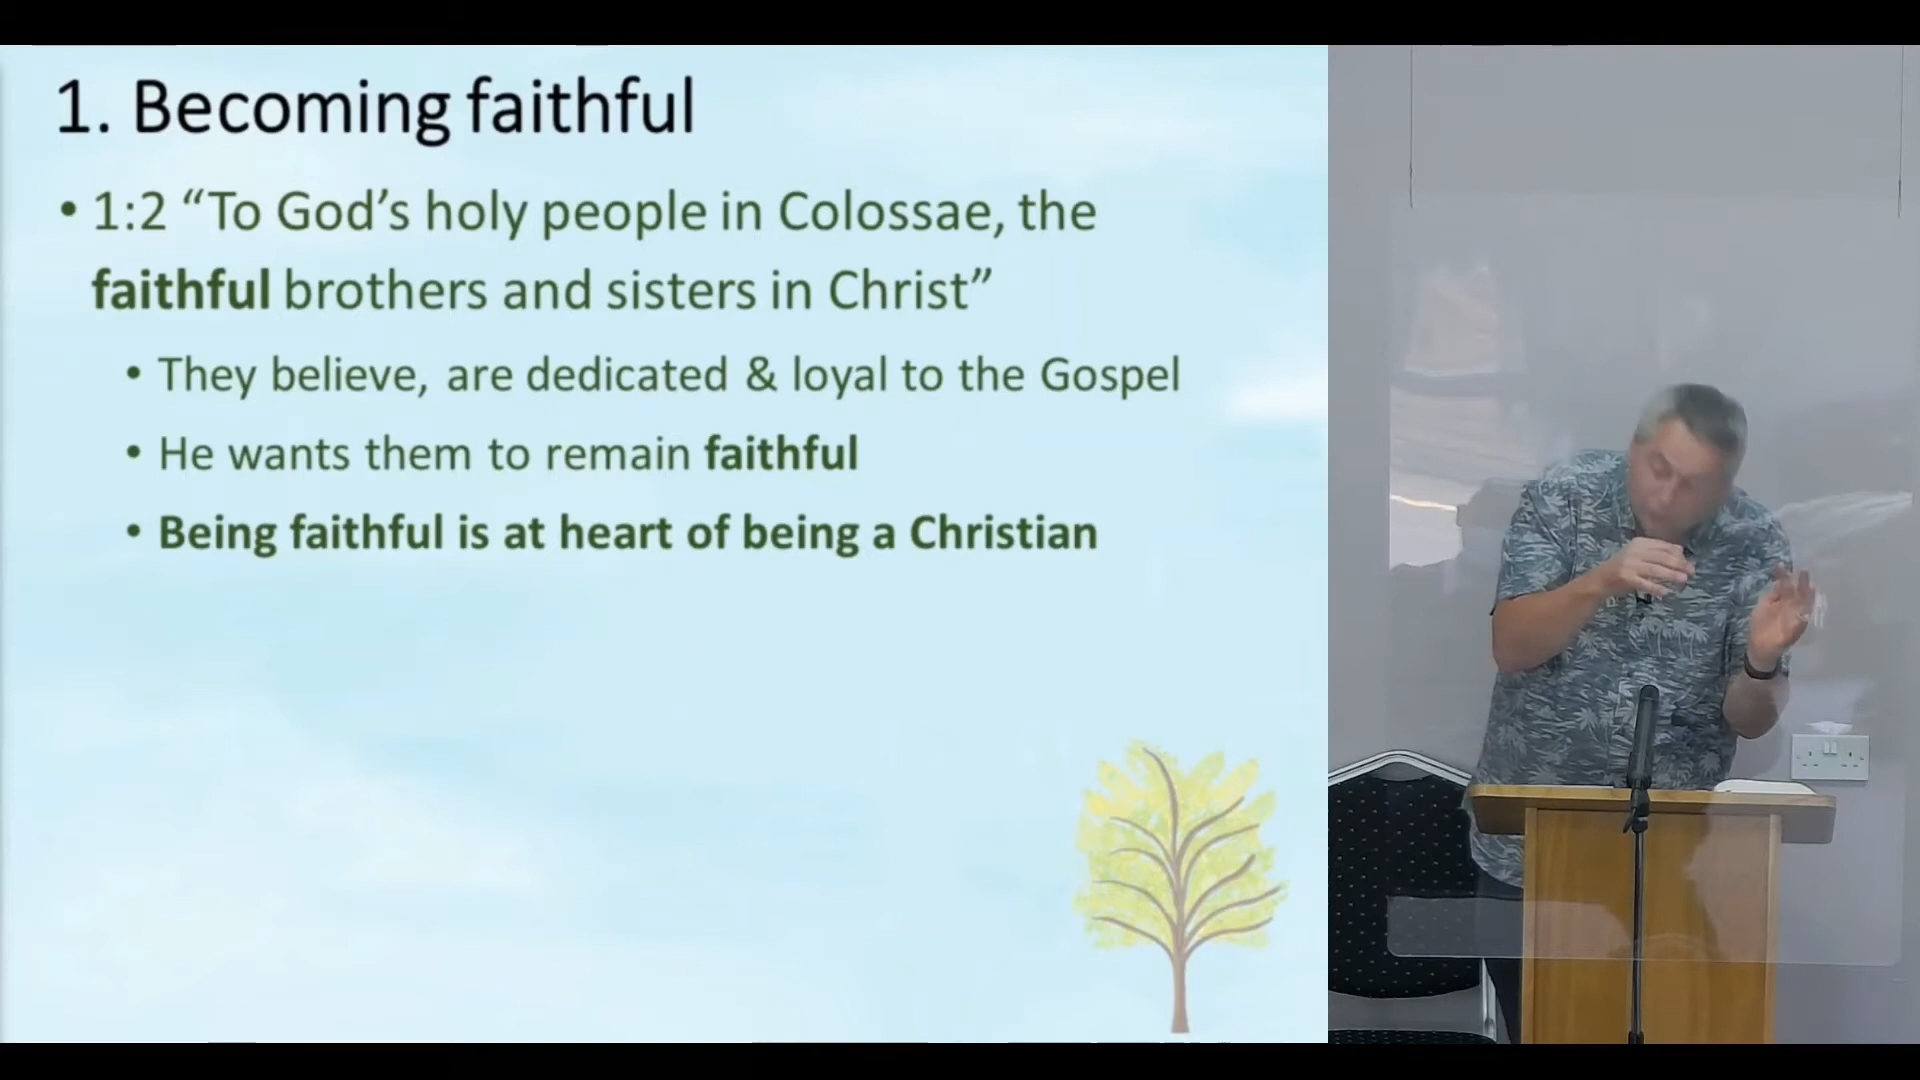 1. Becoming faithful
• 1:2 “To God’s holy people in Colossae, the
faithful brothers and sisters in Christ”
• They believe, are dedicated & loyal to the Gospel
• He wants them to remain faithful
• Being faithful is at heart of being a Christian